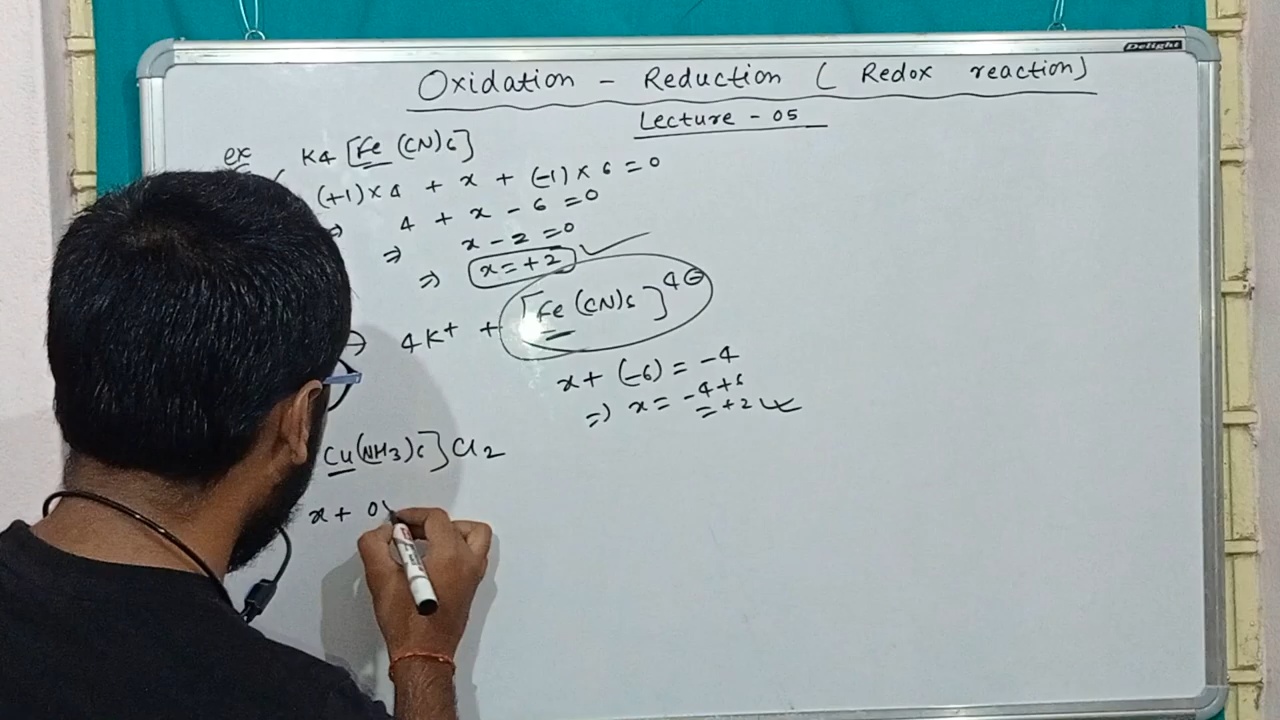 Delight
Oxidation - Reduction ( Redox reaction)
Lecture - 05
ex K4 [Fe (CN)6]
(+1)×4 + x + (-1)×6 =0
⇒ 4 + x - 6 =0
⇒ x - 2 =0
⇒ x = +2 ✓
⇒ 4K+ + [Fe (CN)6]4⊖
x + (-6) = -4
⇒ x = -4+6
= +2
Cu(NH3)6]Cl2
x + 0